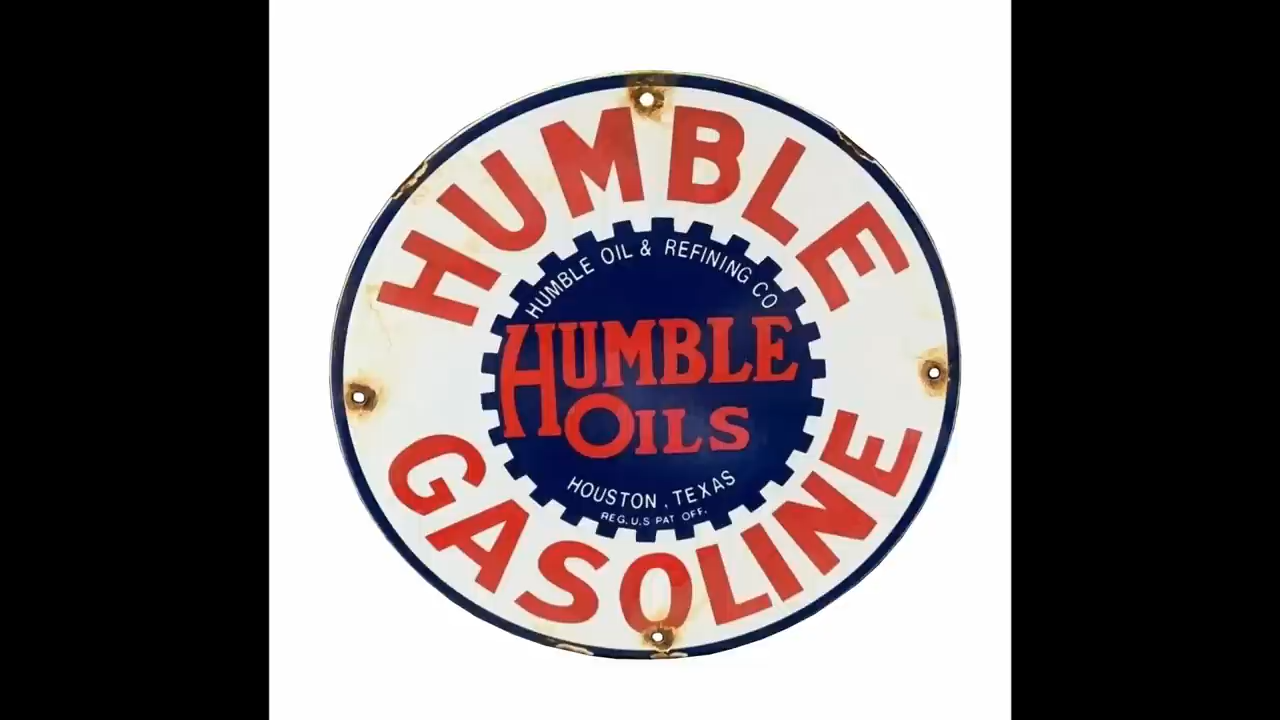 HUMBLE
HUMBLE OIL & REFINING CO
HUMBLE
OILS
HOUSTON, TEXAS
REG. U.S PAT OFF.
GASOLINE